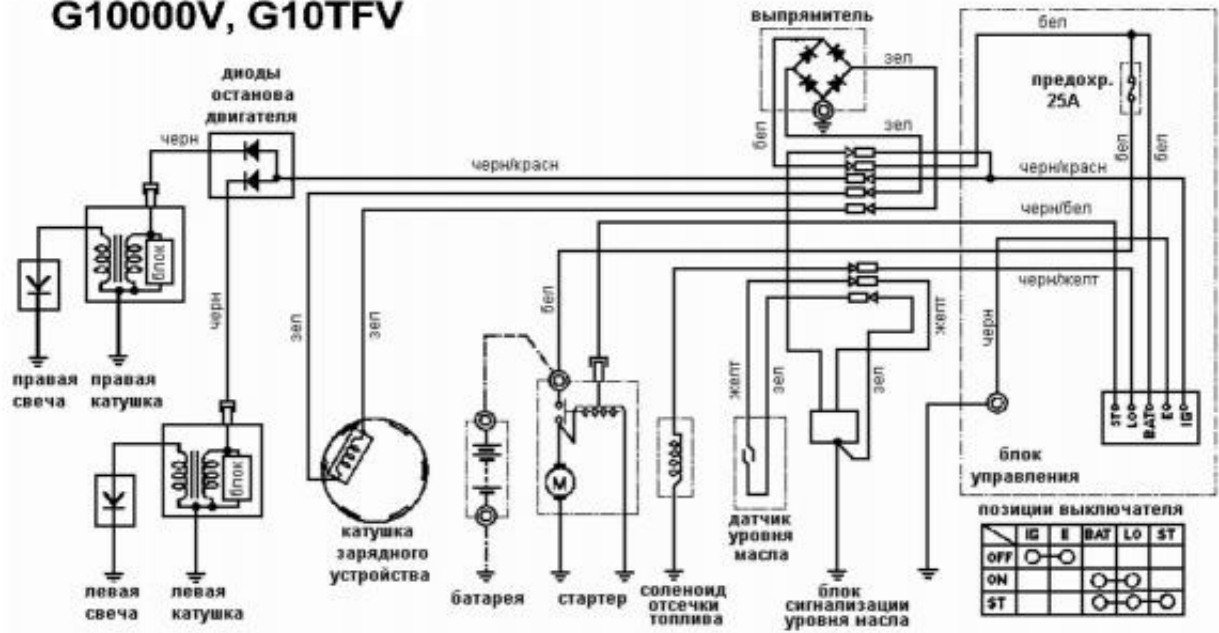 G10000V, G10TFV
выпрямитель
бел
зел
предохр.
25А
диоды
останова
двигателя
черн
бел
зел
бел
бел
черн/красн
черн/красн
черн/бел
блок
черн/желт
черн
зел
зел
бел
желт
черн
правая
свеча
правая
катушка
желт
зел
зел
ST
LO
BAT
E
IG
блок
блок
управления
M
катушка
зарядного
устройства
датчик
уровня
масла
позиции выключателя
IG E BAT LO ST
OFF
ON
ST
левая
свеча
левая
катушка
батарея
стартер
соленоид
отсечки
топлива
блок
сигнализации
уровня масла